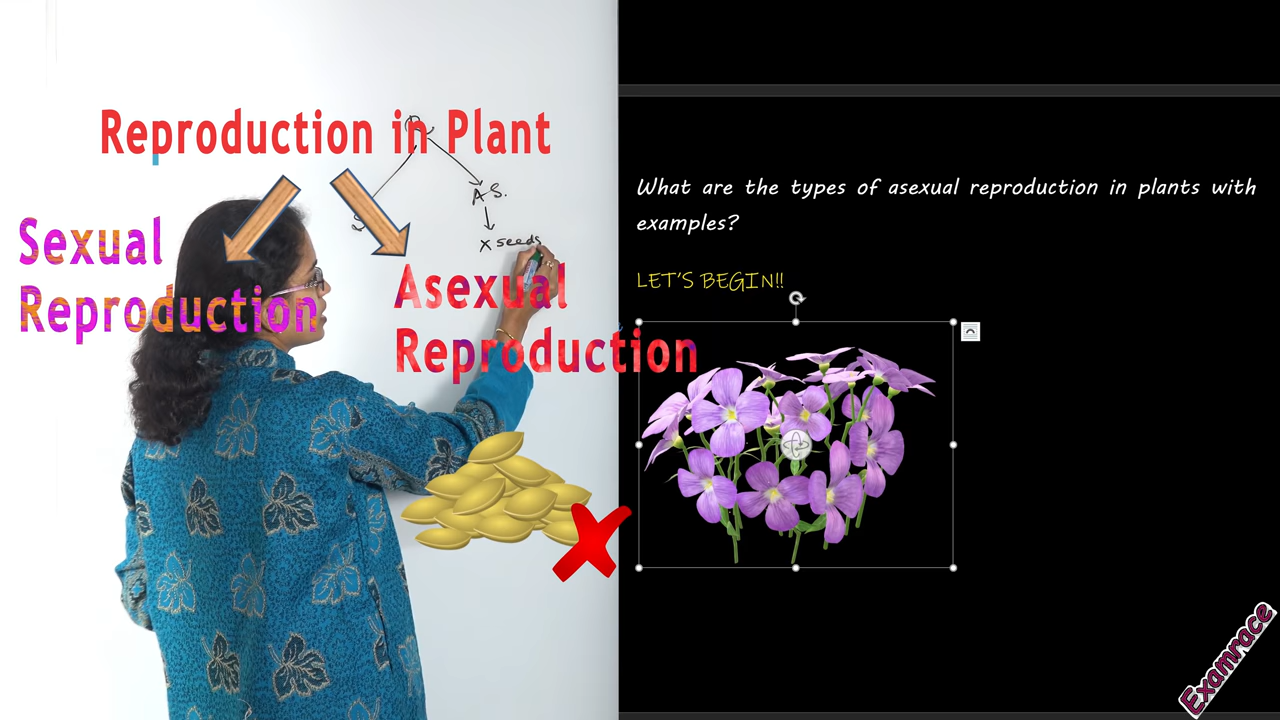 Reproduction in Plant
A S.
x seeds
Sexual
Reproduction
Asexual
Reproduction
What are the types of asexual reproduction in plants with
examples?
LET'S BEGIN!!
Examrace